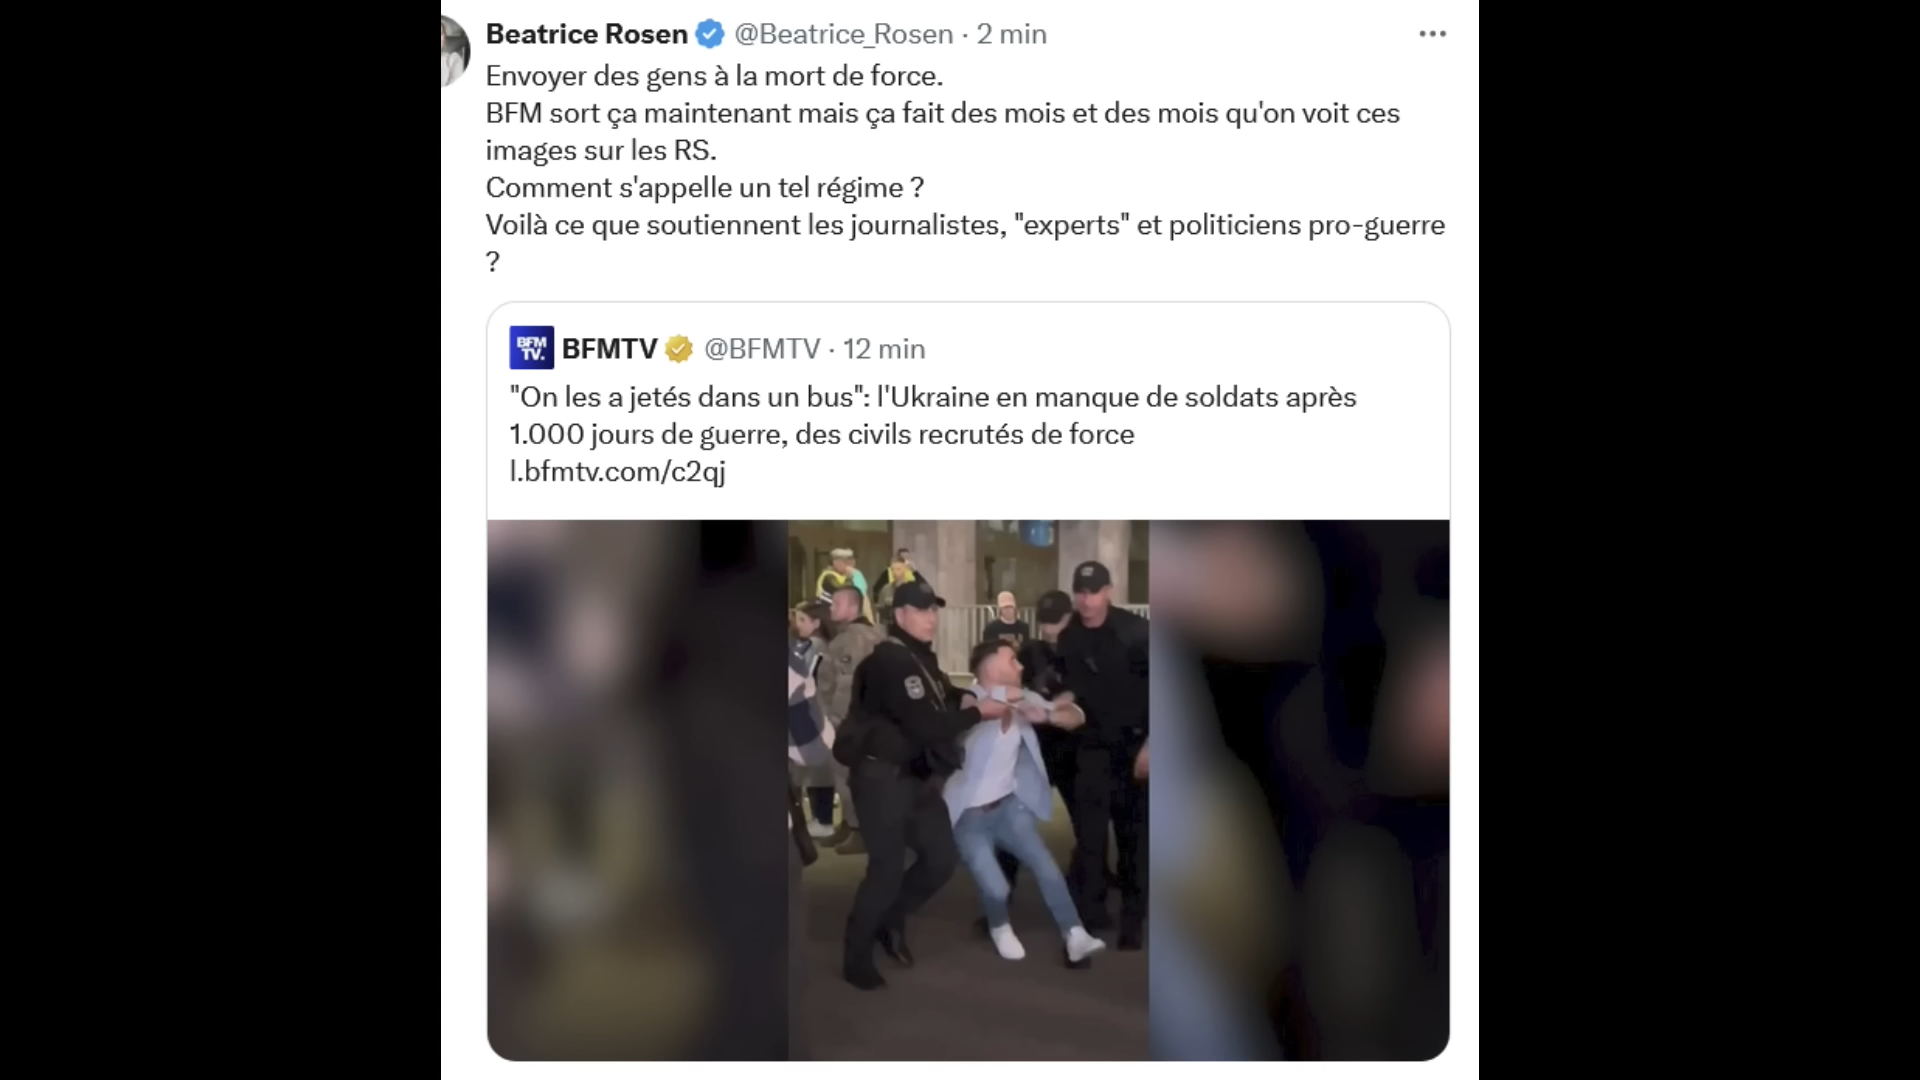 Beatrice Rosen @Beatrice_Rosen · 2 min
Envoyer des gens à la mort de force.
BFM sort ça maintenant mais ça fait des mois et des mois qu'on voit ces
images sur les RS.
Comment s'appelle un tel régime ?
Voilà ce que soutiennent les journalistes, "experts" et politiciens pro-guerre
?
BFM
TV.
BFMTV @BFMTV · 12 min
"On les a jetés dans un bus": l'Ukraine en manque de soldats après
1.000 jours de guerre, des civils recrutés de force
l.bfmtv.com/c2qj